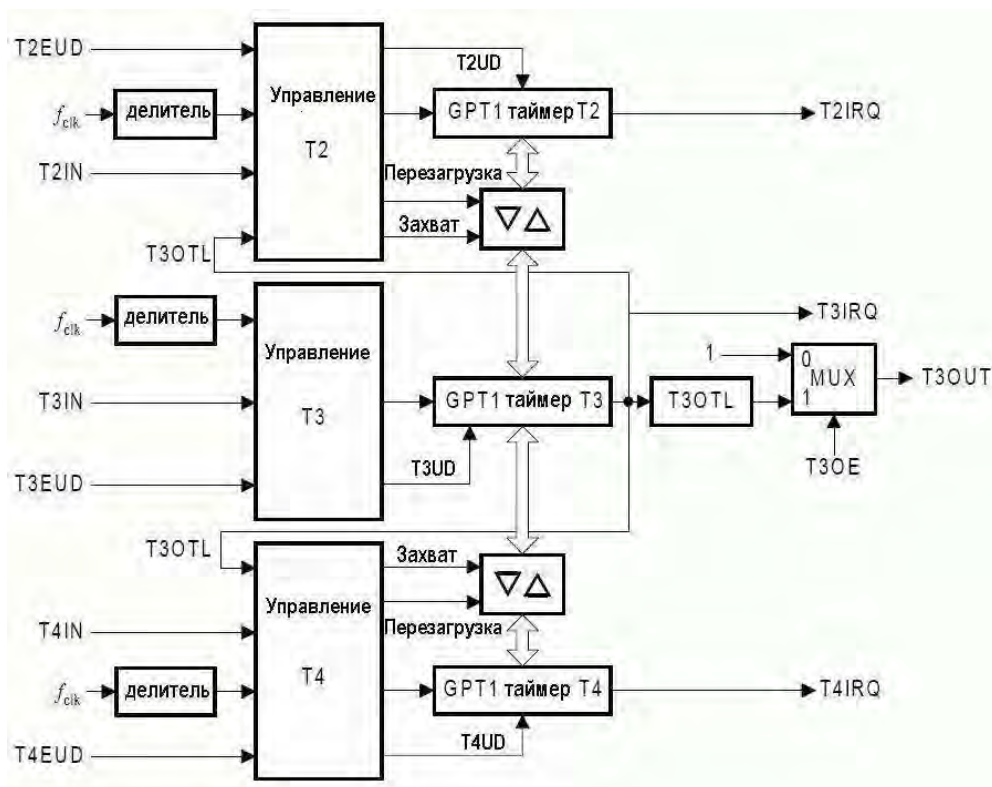 T2EUD
T2UD
Управление
T2
f clk
делитель
GPT1 таймер T2
T2IRQ
T2IN
Перезагрузка
Захват
T3OTL
f clk
делитель
Управление
T3
T3IRQ
1
0
MUX
1
T3OUT
T3IN
GPT1 таймер T3
T3OTL
T3OE
T3UD
T3EUD
T3OTL
Захват
Управление
T4
T4IN
Перезагрузка
f clk
делитель
GPT1 таймер T4
T4IRQ
T4UD
T4EUD